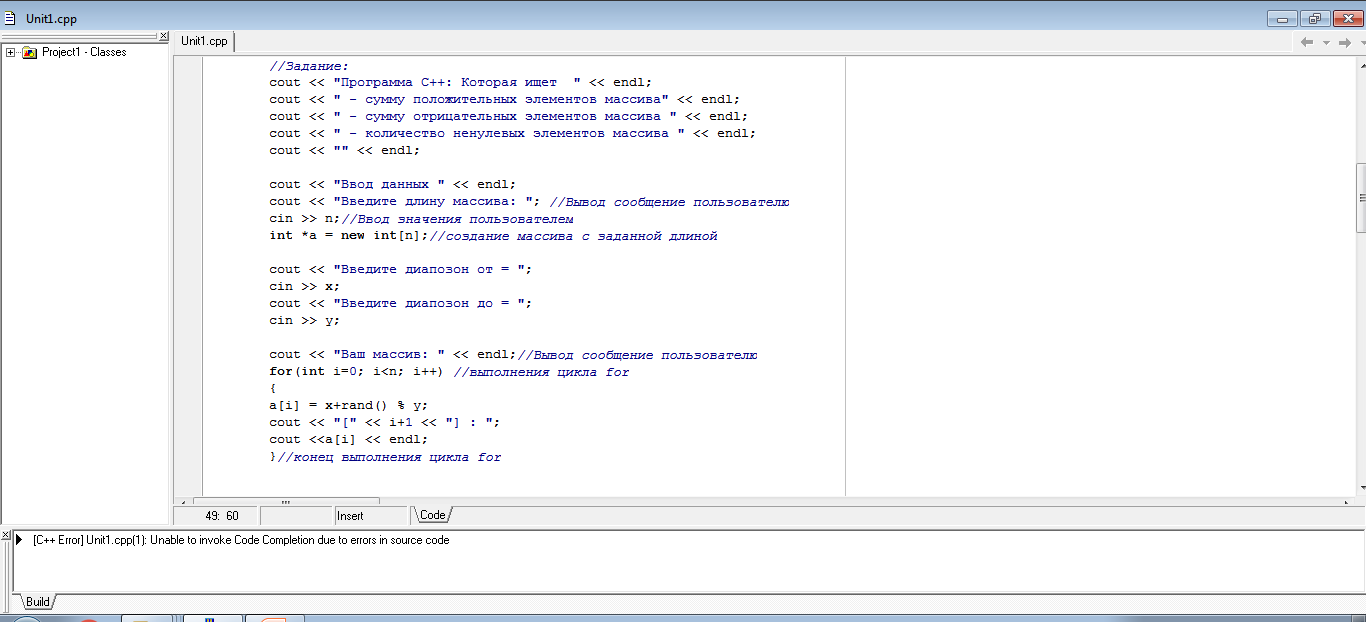 Unit1.cpp
Project1 - Classes
Unit1.cpp
//Задание:
cout << "Программа С++: Которая ищет  " << endl;
cout << " - сумму положительных элементов массива" << endl;
cout << " - сумму отрицательных элементов массива " << endl;
cout << " - количество ненулевых элементов массива " << endl;
cout << "" << endl;
cout << "Ввод данных " << endl;
cout << "Введите длину массива: "; //Вывод сообщение пользователю
cin >> n;//Ввод значения пользователем
int *a = new int[n];//создание массива с заданной длиной
cout << "Введите диапозон от = ";
cin >> x;
cout << "Введите диапозон до = ";
cin >> y;
cout << "Ваш массив: " << endl;//Вывод сообщение пользователю
for(int i=0; i<n; i++) //выполнения цикла for
{
a[i] = x+rand() % y;
cout << "[" << i+1 << "] : ";
cout <<a[i] << endl;
}//конец выполнения цикла for
49: 60
Insert
Code
[C++ Error] Unit1.cpp(1): Unable to invoke Code Completion due to errors in source code
Build